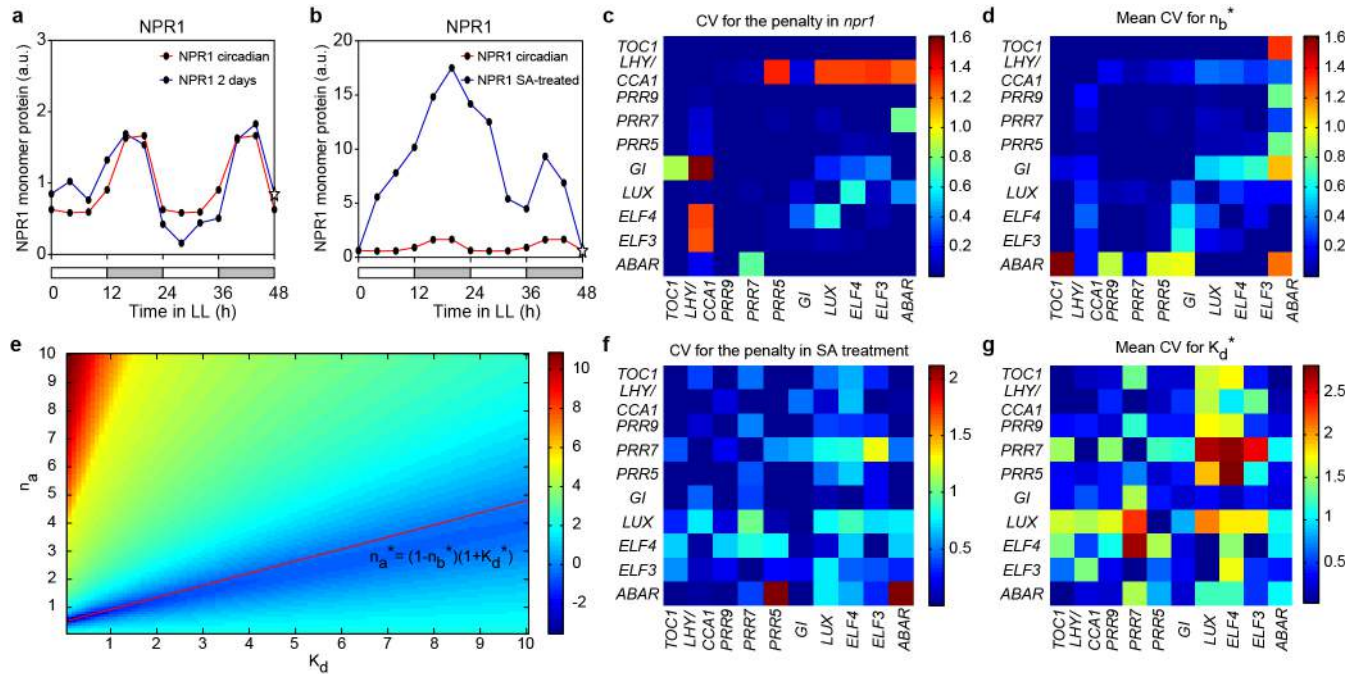 a
NPR1
NPR1 monomer protein (a.u.)
3
2
1
0
NPR1 circadian
NPR1 2 days
0 12 24 36 48
Time in LL (h)
b
NPR1
NPR1 monomer protein (a.u.)
20
15
10
5
0
NPR1 circadian
NPR1 SA-treated
0 12 24 36 48
Time in LL (h)
c
CV for the penalty in npr1
TOC1
LHY/
CCA1
PRR9
PRR7
PRR5
GI
LUX
ELF4
ELF3
ABAR
TOC1 LHY/ CCA1 PRR9 PRR7 PRR5 GI LUX ELF4 ELF3 ABAR
1.6
1.4
1.2
1.0
0.8
0.6
0.4
0.2
d
Mean CV for nb*
TOC1
LHY/
CCA1
PRR9
PRR7
PRR5
GI
LUX
ELF4
ELF3
ABAR
TOC1 LHY/ CCA1 PRR9 PRR7 PRR5 GI LUX ELF4 ELF3 ABAR
1.6
1.4
1.2
1.0
0.8
0.6
0.4
0.2
e
na
10
9
8
7
6
5
4
3
2
1
1 2 3 4 5 6 7 8 9 10
Kd
na*= (1-nb*)(1+Kd*)
10
8
6
4
2
0
-2
f
CV for the penalty in SA treatment
TOC1
LHY/
CCA1
PRR9
PRR7
PRR5
GI
LUX
ELF4
ELF3
ABAR
TOC1 LHY/ CCA1 PRR9 PRR7 PRR5 GI LUX ELF4 ELF3 ABAR
2
1.5
1
0.5
g
Mean CV for Kd*
TOC1
LHY/
CCA1
PRR9
PRR7
PRR5
GI
LUX
ELF4
ELF3
ABAR
TOC1 LHY/ CCA1 PRR9 PRR7 PRR5 GI LUX ELF4 ELF3 ABAR
2.5
2.0
1.5
1.0
0.5